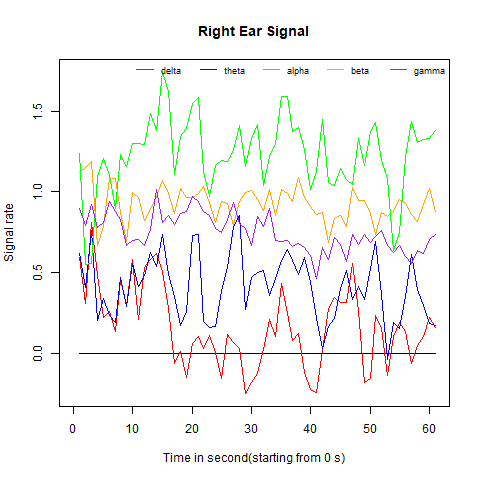 Right Ear Signal
delta theta alpha beta gamma
Signal rate
0.0 0.5 1.0 1.5
0 10 20 30 40 50 60
Time in second(starting from 0 s)